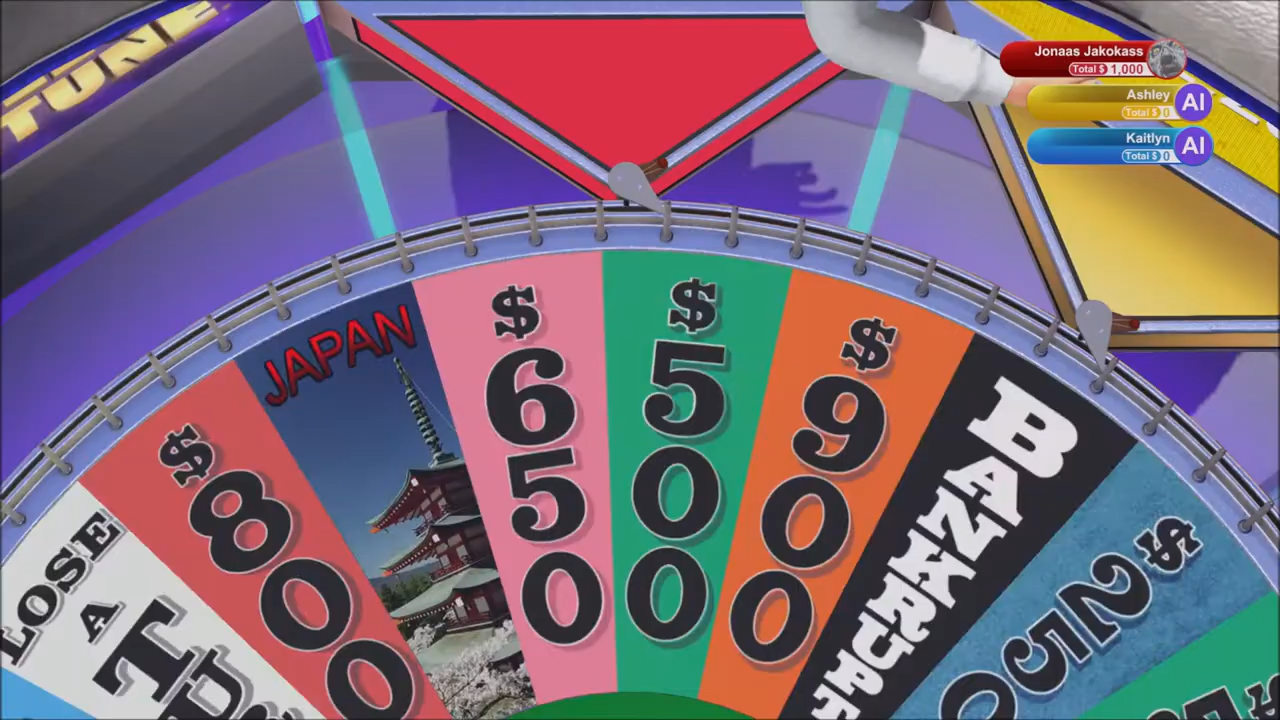 TUNE
Jonaas Jakokass
Total $ 1,000
Ashley
Total $ 0
AI
Kaitlyn
Total $ 0
AI
LOSE
A
$800
JAPAN
$650
$500
$900
BANKRUPT
$250